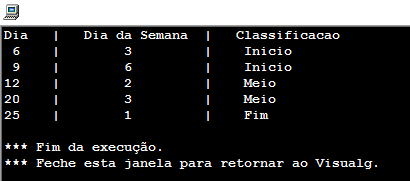 Dia | Dia da Semana | Classificacao
6 | 3 | Inicio
9 | 6 | Inicio
12 | 2 | Meio
20 | 3 | Meio
25 | 1 | Fim
*** Fim da execução.
*** Feche esta janela para retornar ao Visualg.